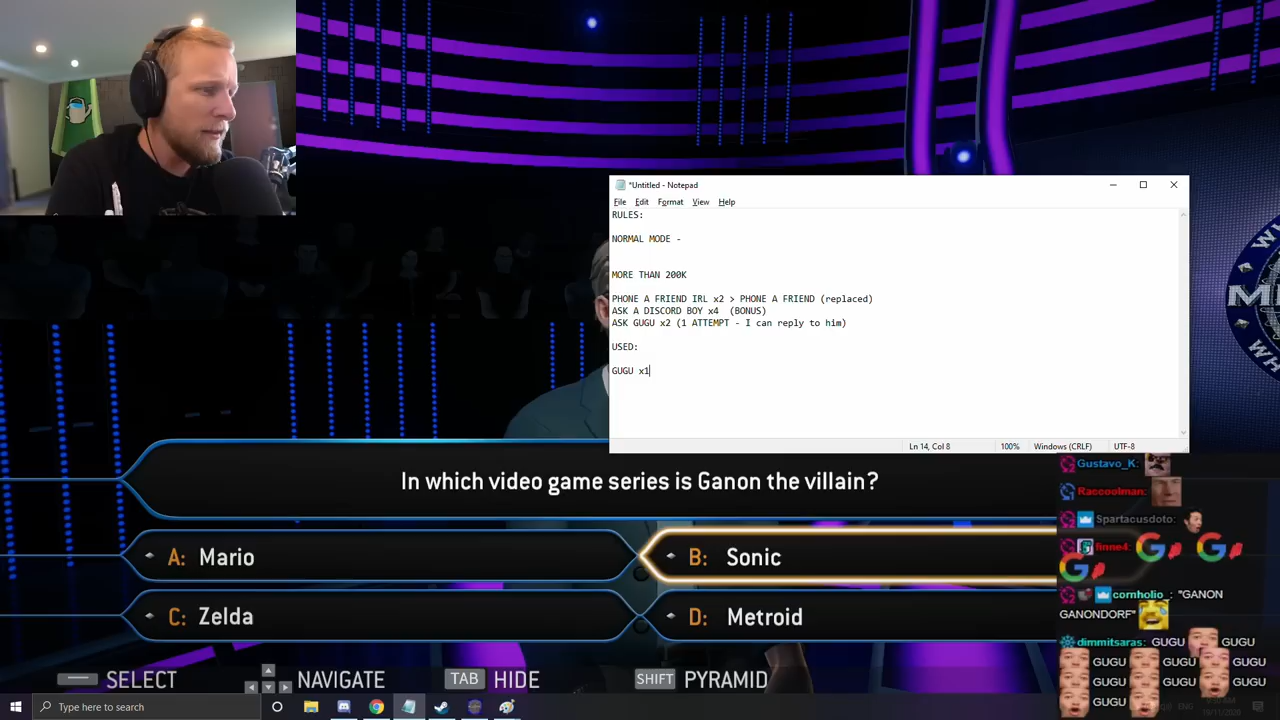 *Untitled - Notepad
File Edit Format View Help
RULES:
NORMAL MODE -
MORE THAN 200K
PHONE A FRIEND IRL x2 > PHONE A FRIEND (replaced)
ASK A DISCORD BOY x4 (BONUS)
ASK GUGU x2 (1 ATTEMPT - I can reply to him)
USED:
GUGU x1
Ln 14, Col 8 100% Windows (CRLF) UTF-8
In which video game series is Ganon the villain?
A: Mario
B: Sonic
C: Zelda
D: Metroid
Gustavo_K:
Raccoolman:
Spartacusdoto:
finne4:
cornholio_: "GANON
GANONDORF"
dimmitsaras: GUGU GUGU
GUGU GUGU GUGU
GUGU GUGU GUGU
GUGU GUGU
SELECT NAVIGATE TAB HIDE SHIFT PYRAMID
Type here to search
ENG